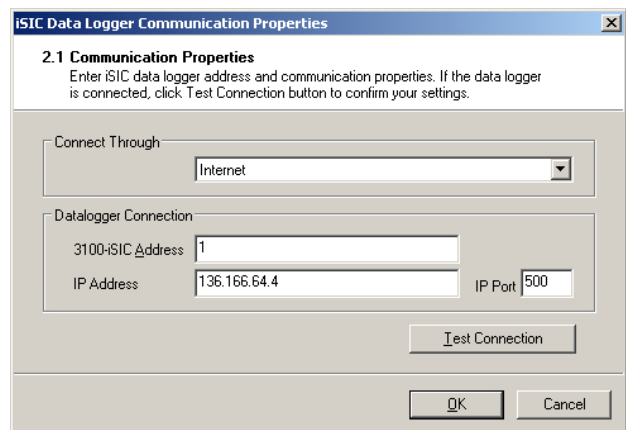 iSIC Data Logger Communication Properties
2.1 Communication Properties
Enter iSIC data logger address and communication properties. If the data logger
is connected, click Test Connection button to confirm your settings.
Connect Through
Internet
Datalogger Connection
3100-iSIC Address 1
IP Address 136.166.64.4 IP Port 500
Test Connection
OK Cancel